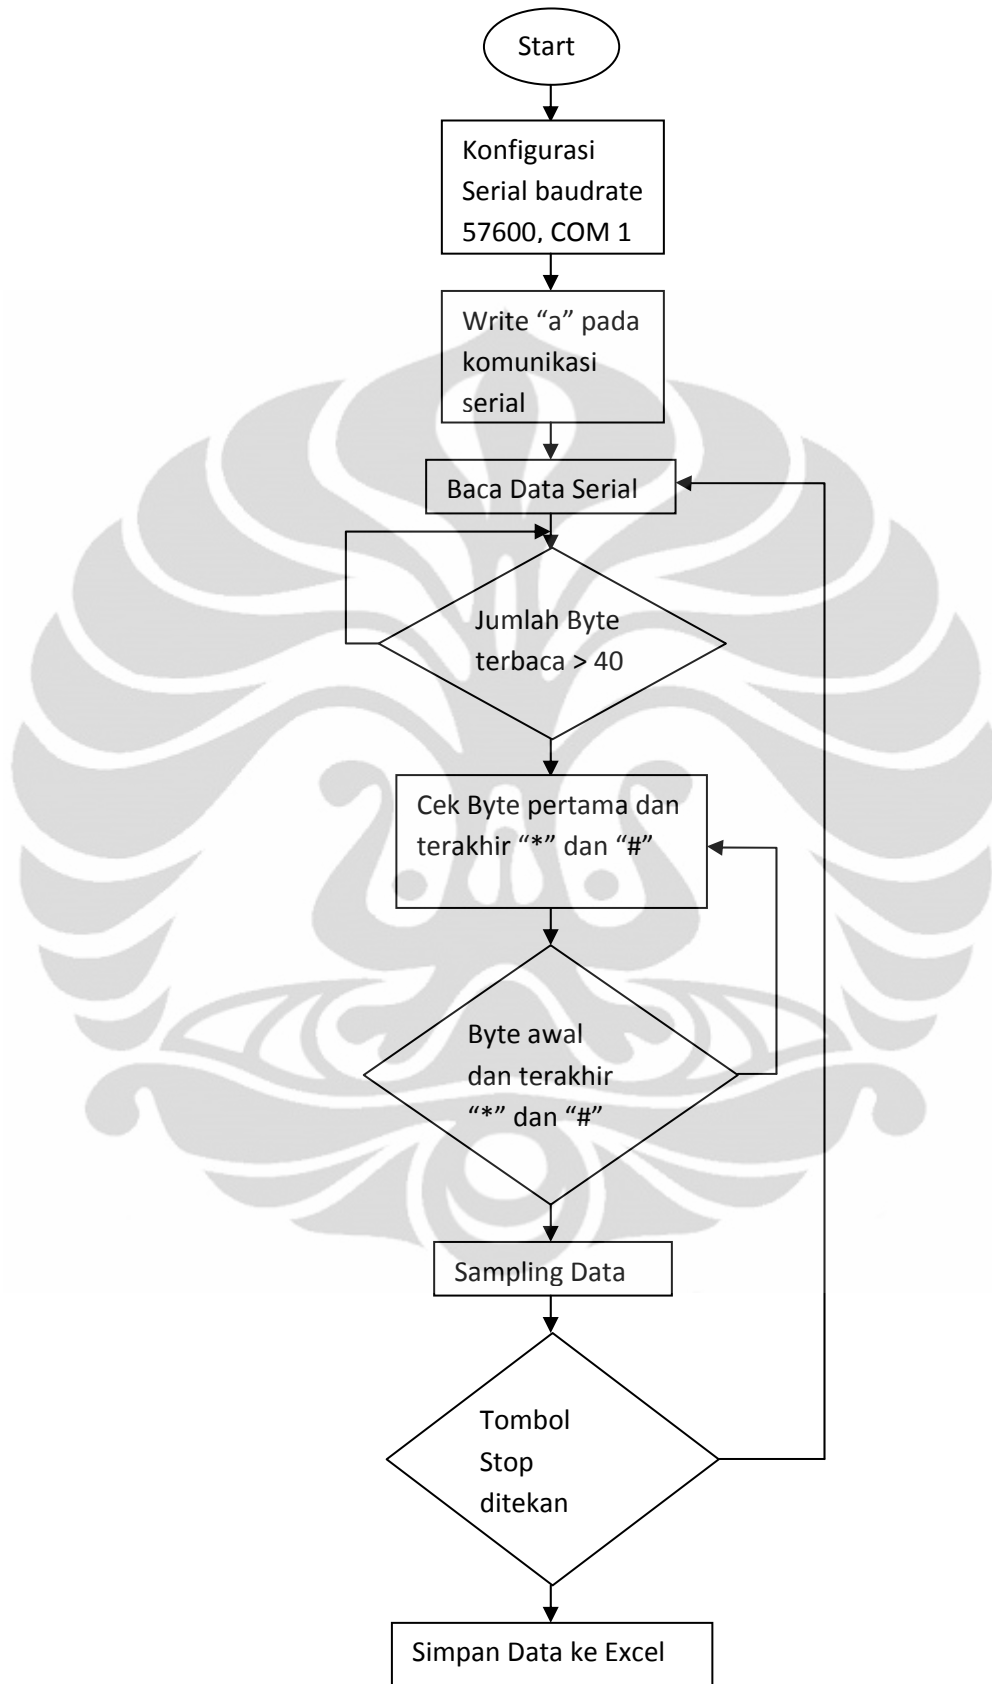 Start
Konfigurasi
Serial baudrate
57600, COM 1
Write “a” pada
komunikasi
serial
Baca Data Serial
Jumlah Byte
terbaca > 40
Cek Byte pertama dan
terakhir “*” dan “#”
Byte awal
dan terakhir
“*” dan “#”
Sampling Data
Tombol
Stop
ditekan
Simpan Data ke Excel